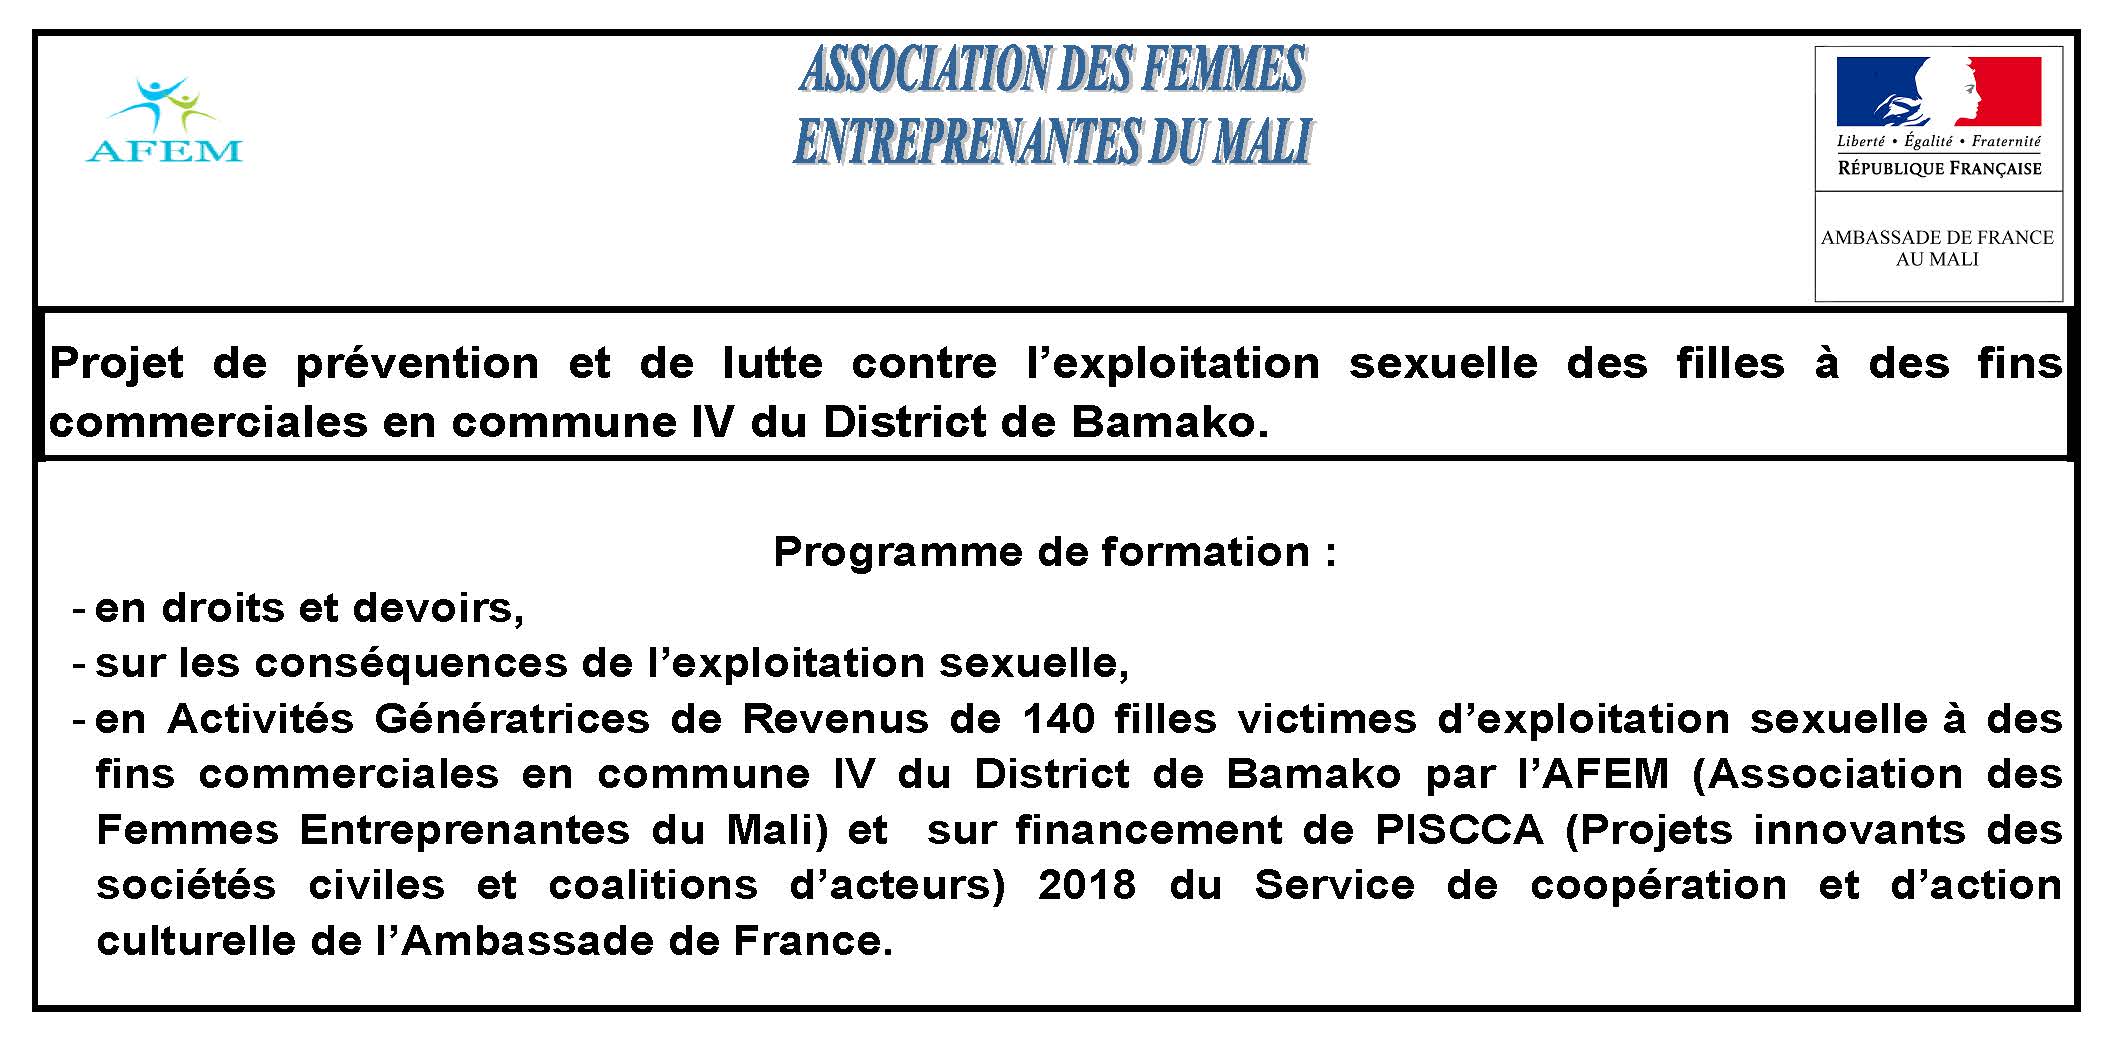 AFEM
ASSOCIATION DES FEMMES
ENTREPRENANTES DU MALI
Liberté • Égalité • Fraternité
RÉPUBLIQUE FRANÇAISE
AMBASSADE DE FRANCE
AU MALI
Projet de prévention et de lutte contre l’exploitation sexuelle des filles à des fins
commerciales en commune IV du District de Bamako.
Programme de formation :
- en droits et devoirs,
- sur les conséquences de l’exploitation sexuelle,
- en Activités Génératrices de Revenus de 140 filles victimes d’exploitation sexuelle à des
fins commerciales en commune IV du District de Bamako par l’AFEM (Association des
Femmes Entreprenantes du Mali) et sur financement de PISCCA (Projets innovants des
sociétés civiles et coalitions d’acteurs) 2018 du Service de coopération et d’action
culturelle de l’Ambassade de France.